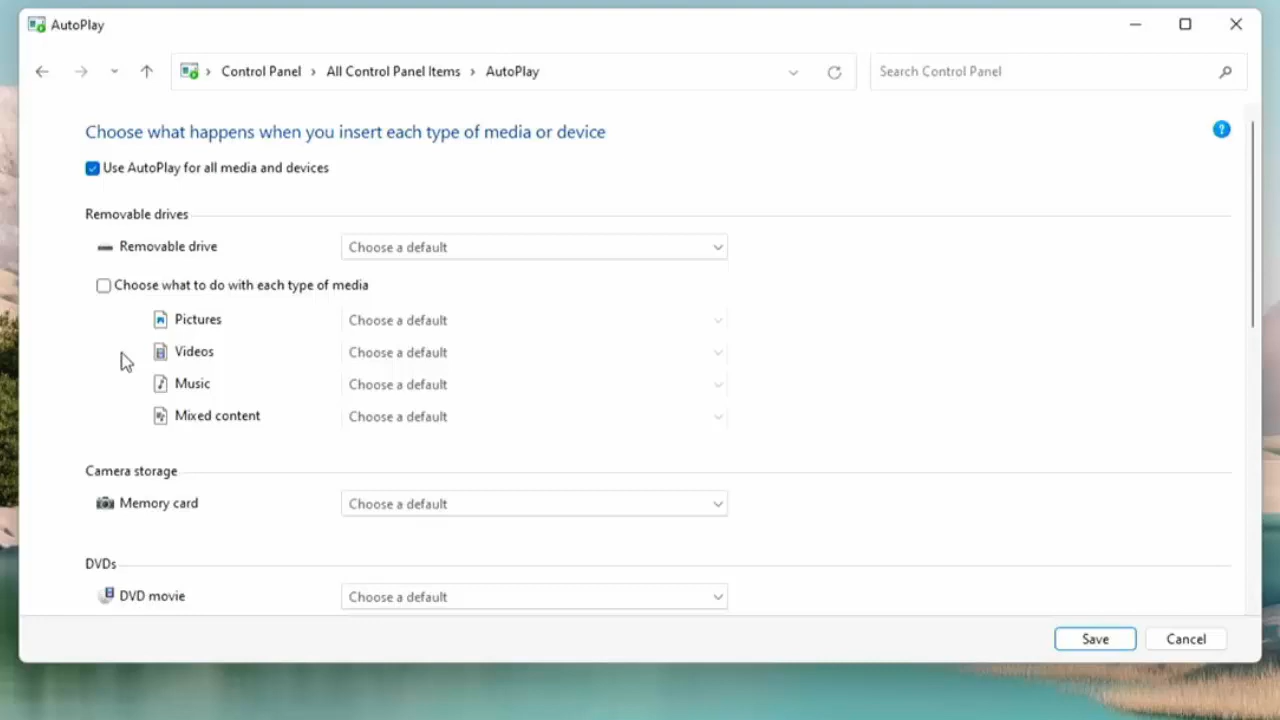 AutoPlay
Control Panel > All Control Panel Items > AutoPlay
Search Control Panel
Choose what happens when you insert each type of media or device
Use AutoPlay for all media and devices
Removable drives
Removable drive Choose a default
Choose what to do with each type of media
Pictures Choose a default
Videos Choose a default
Music Choose a default
Mixed content Choose a default
Camera storage
Memory card Choose a default
DVDs
DVD movie Choose a default
Save Cancel